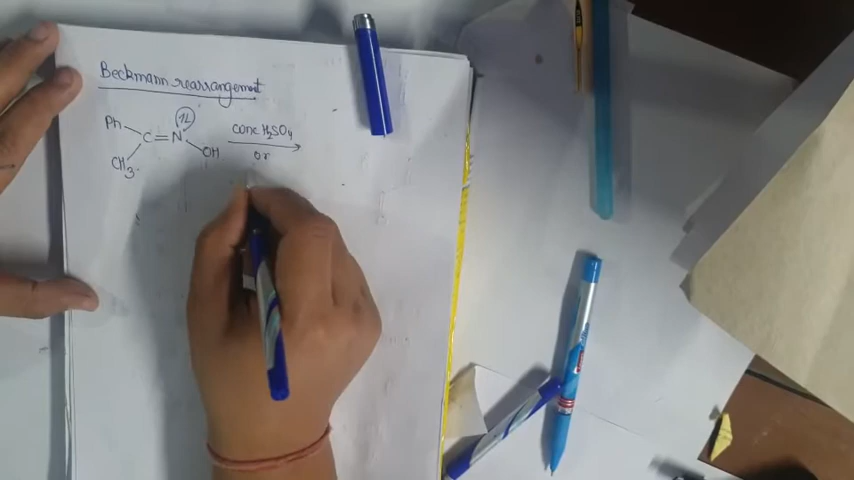 Beckmann rearrangement
Ph
C=N
OH
CH3
conc H2SO4
or